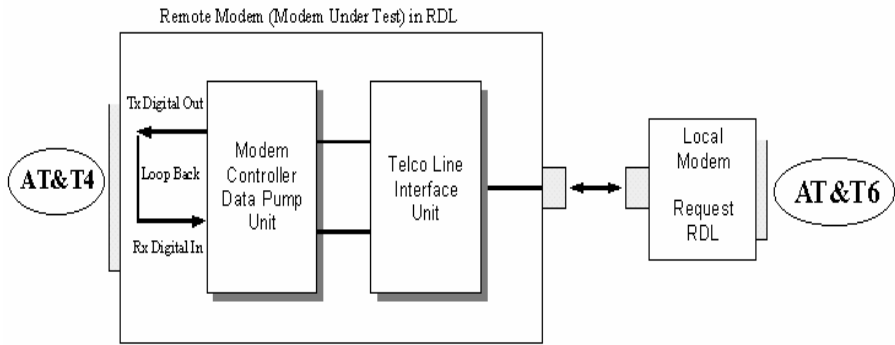 Remote Modem (Modem Under Test) in RDL
Tx Digital Out
Loop Back
Rx Digital In
AT&T4
Modem
Controller
Data Pump
Unit
Telco Line
Interface
Unit
Local
Modem
Request
RDL
AT&T6